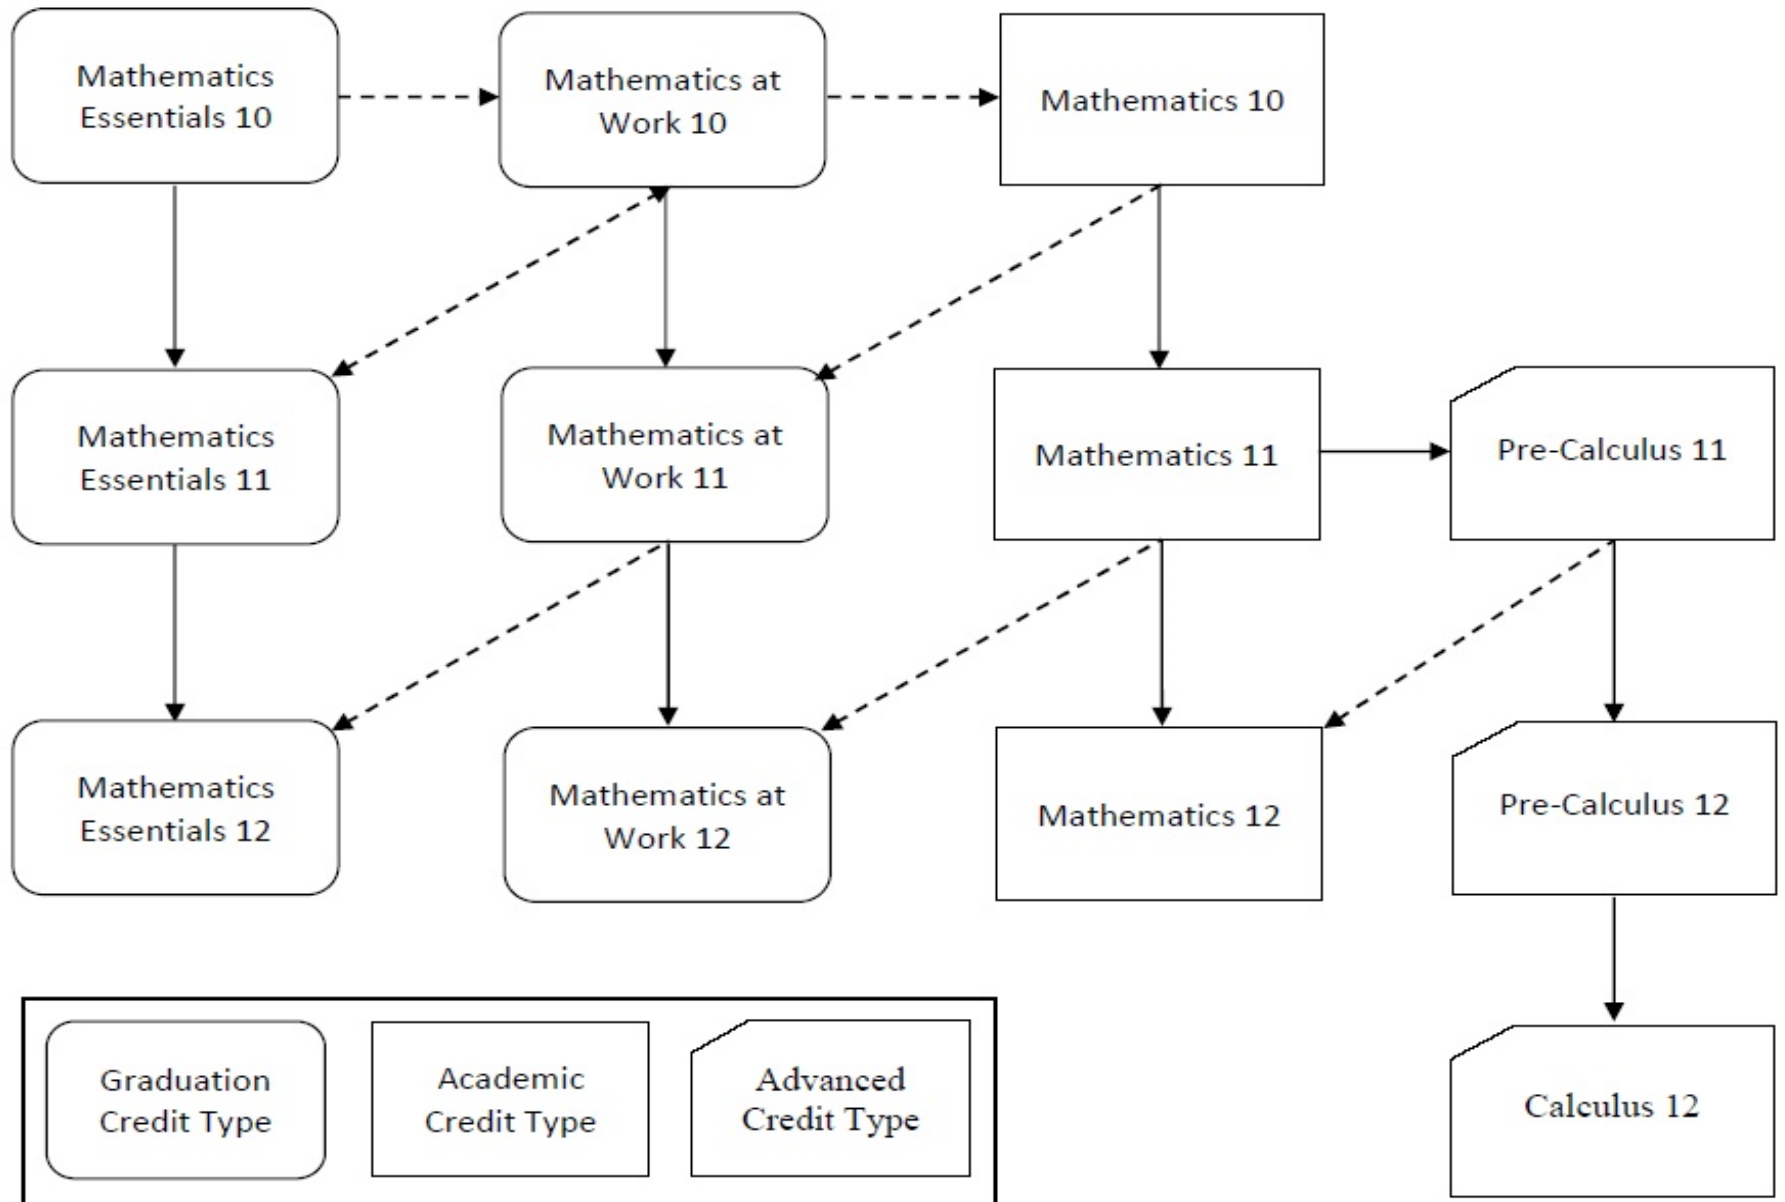 Mathematics
Essentials 10
Mathematics at
Work 10
Mathematics 10
Mathematics
Essentials 11
Mathematics at
Work 11
Mathematics 11
Pre-Calculus 11
Mathematics
Essentials 12
Mathematics at
Work 12
Mathematics 12
Pre-Calculus 12
Graduation
Credit Type
Academic
Credit Type
Advanced
Credit Type
Calculus 12